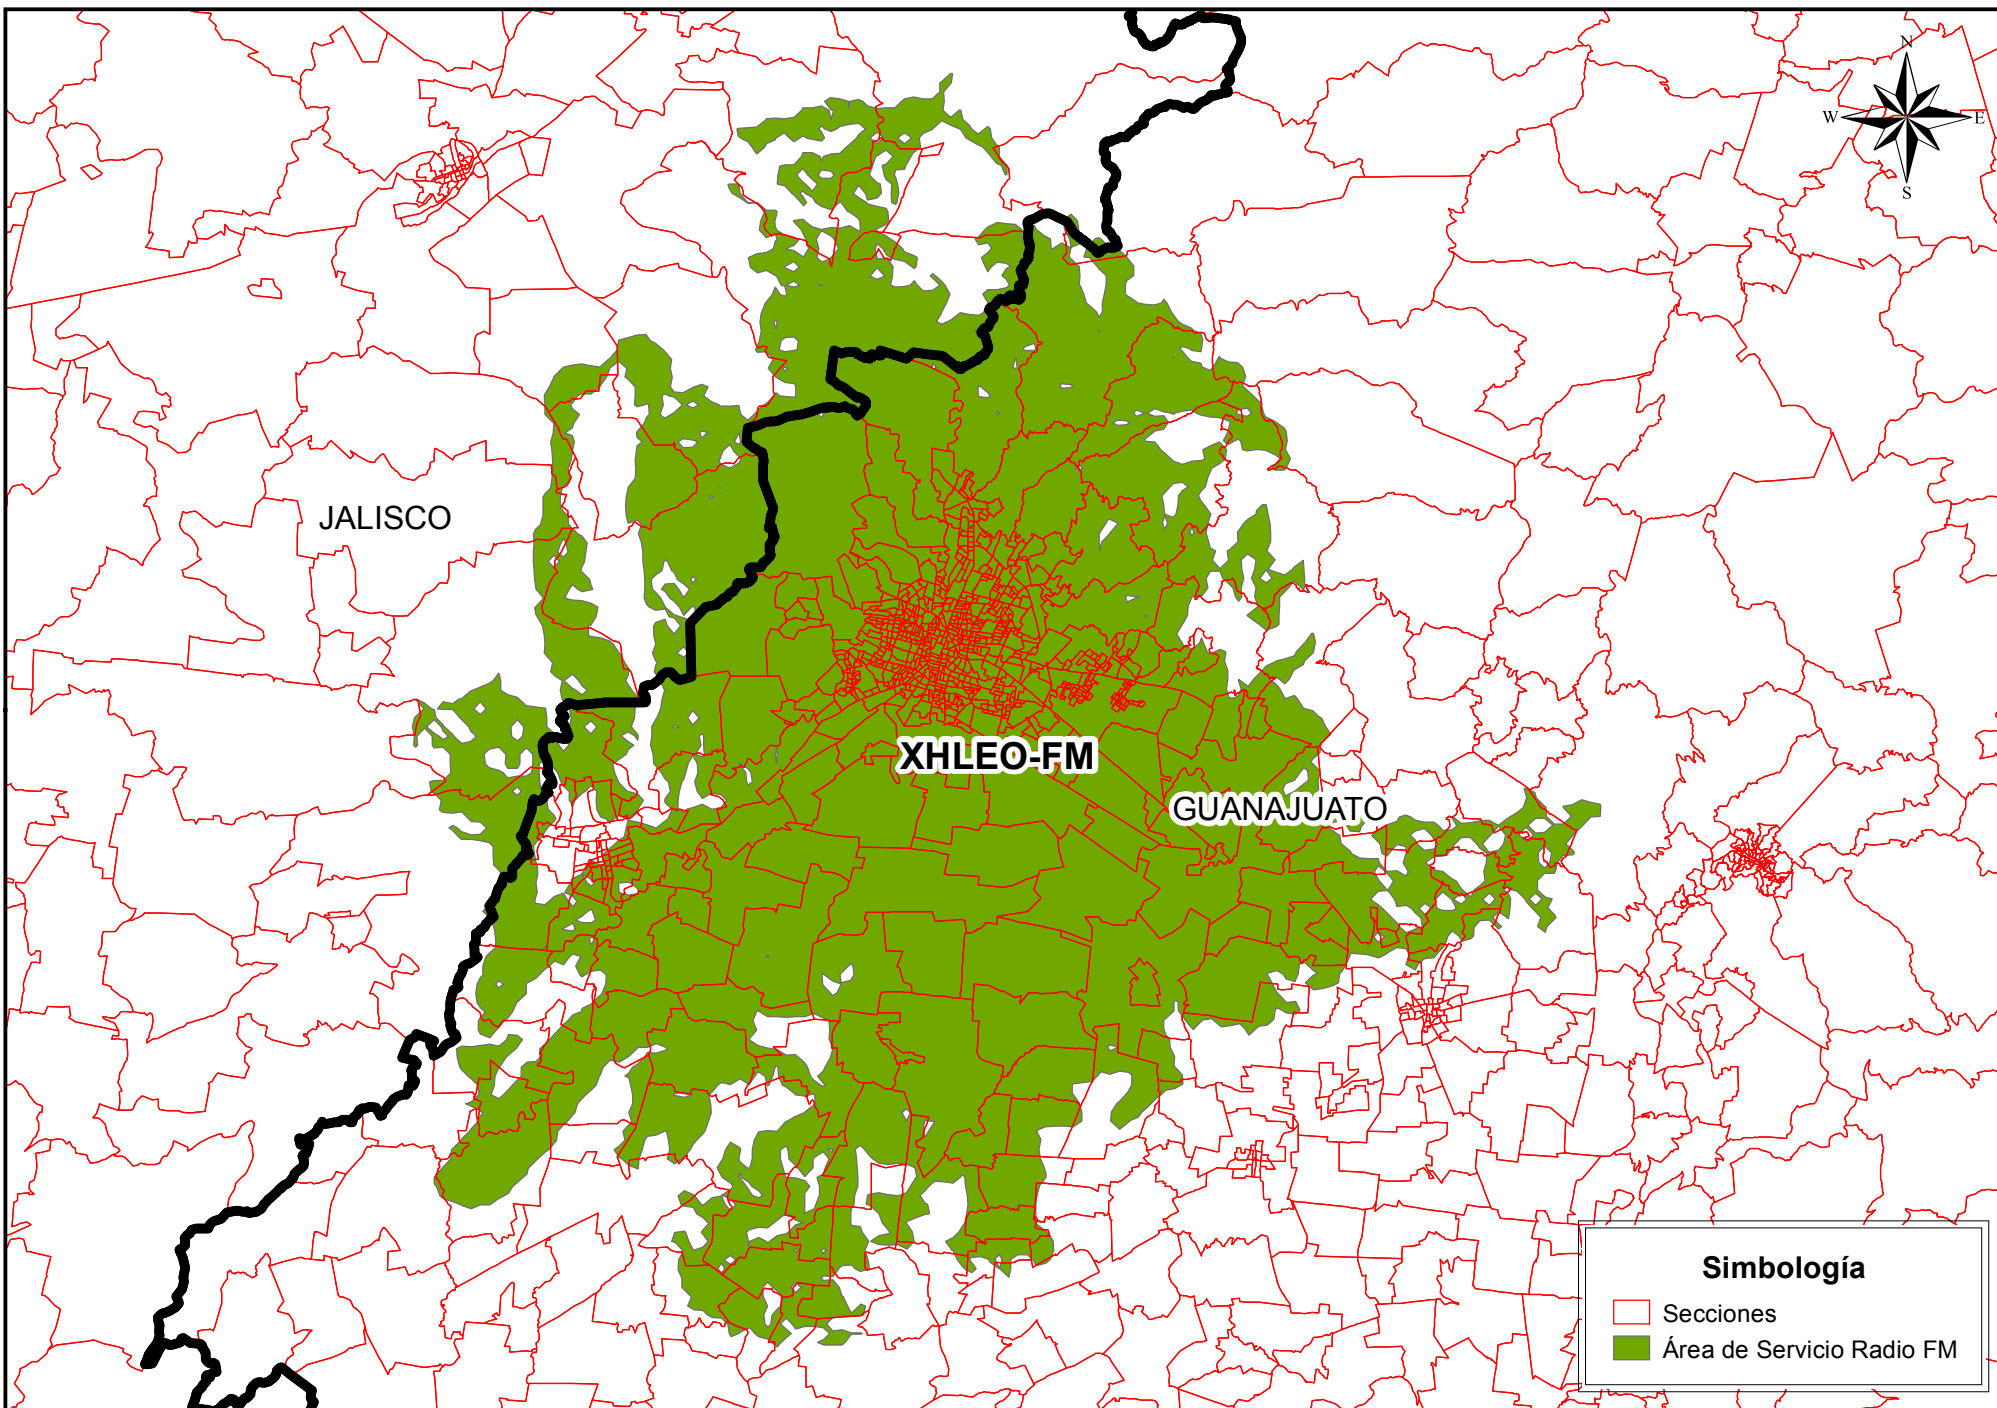 N
W E
S
JALISCO
XHLEO-FM
GUANAJUATO
Simbología
Secciones
Área de Servicio Radio FM